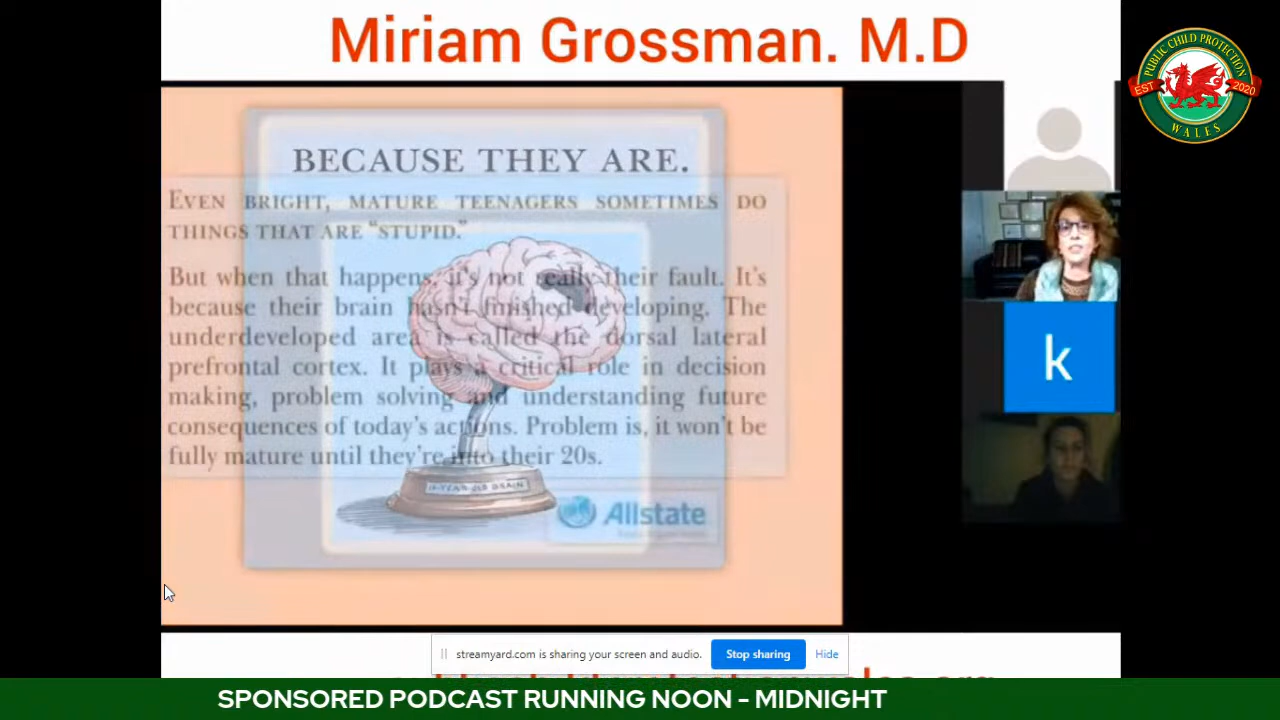 Miriam Grossman. M.D
PUBLIC CHILD PROTECTION
EST 2020
WALES
BECAUSE THEY ARE.
EVEN BRIGHT, MATURE TEENAGERS SOMETIMES DO
THINGS THAT ARE “STUPID.”
But when that happens, it's not really their fault. It's
because their brain hasn't finished developing. The
underdeveloped area is called the dorsal lateral
prefrontal cortex. It plays a critical role in decision
making, problem solving and understanding future
consequences of today's actions. Problem is, it won't be
fully mature until they're into their 20s.
YEAR OLD BRAIN
Allstate
k
streamyard.com is sharing your screen and audio.
Stop sharing
Hide
SPONSORED PODCAST RUNNING NOON - MIDNIGHT